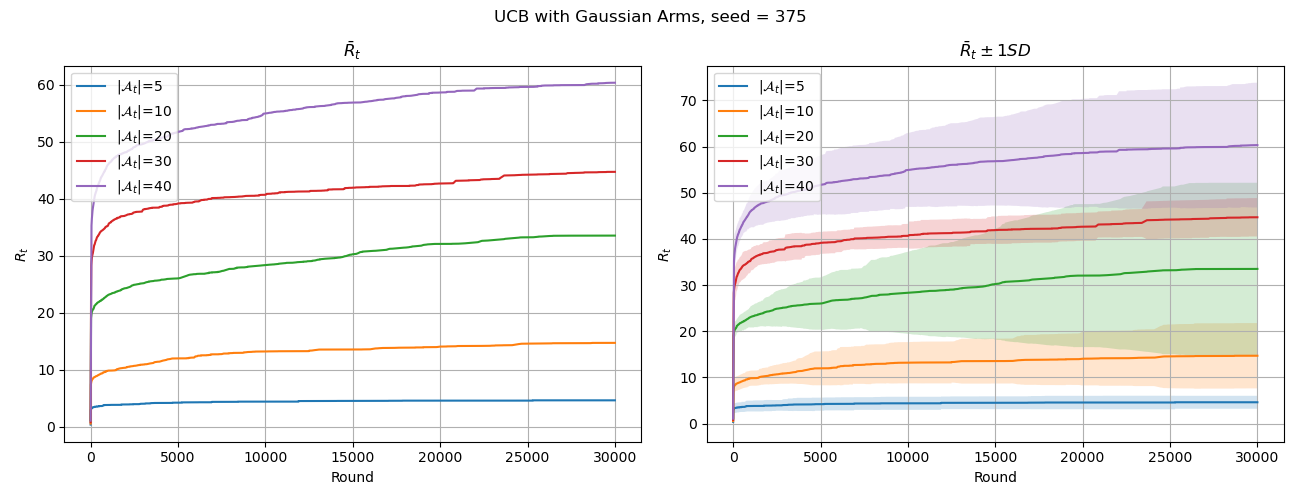 UCB with Gaussian Arms, seed = 375
R̄ₜ
60
50
40
30
20
10
0
Rₜ
|𝒜ₜ|=5
|𝒜ₜ|=10
|𝒜ₜ|=20
|𝒜ₜ|=30
|𝒜ₜ|=40
0 5000 10000 15000 20000 25000 30000
Round
R̄ₜ ± 1SD
70
60
50
40
30
20
10
0
Rₜ
|𝒜ₜ|=5
|𝒜ₜ|=10
|𝒜ₜ|=20
|𝒜ₜ|=30
|𝒜ₜ|=40
0 5000 10000 15000 20000 25000 30000
Round